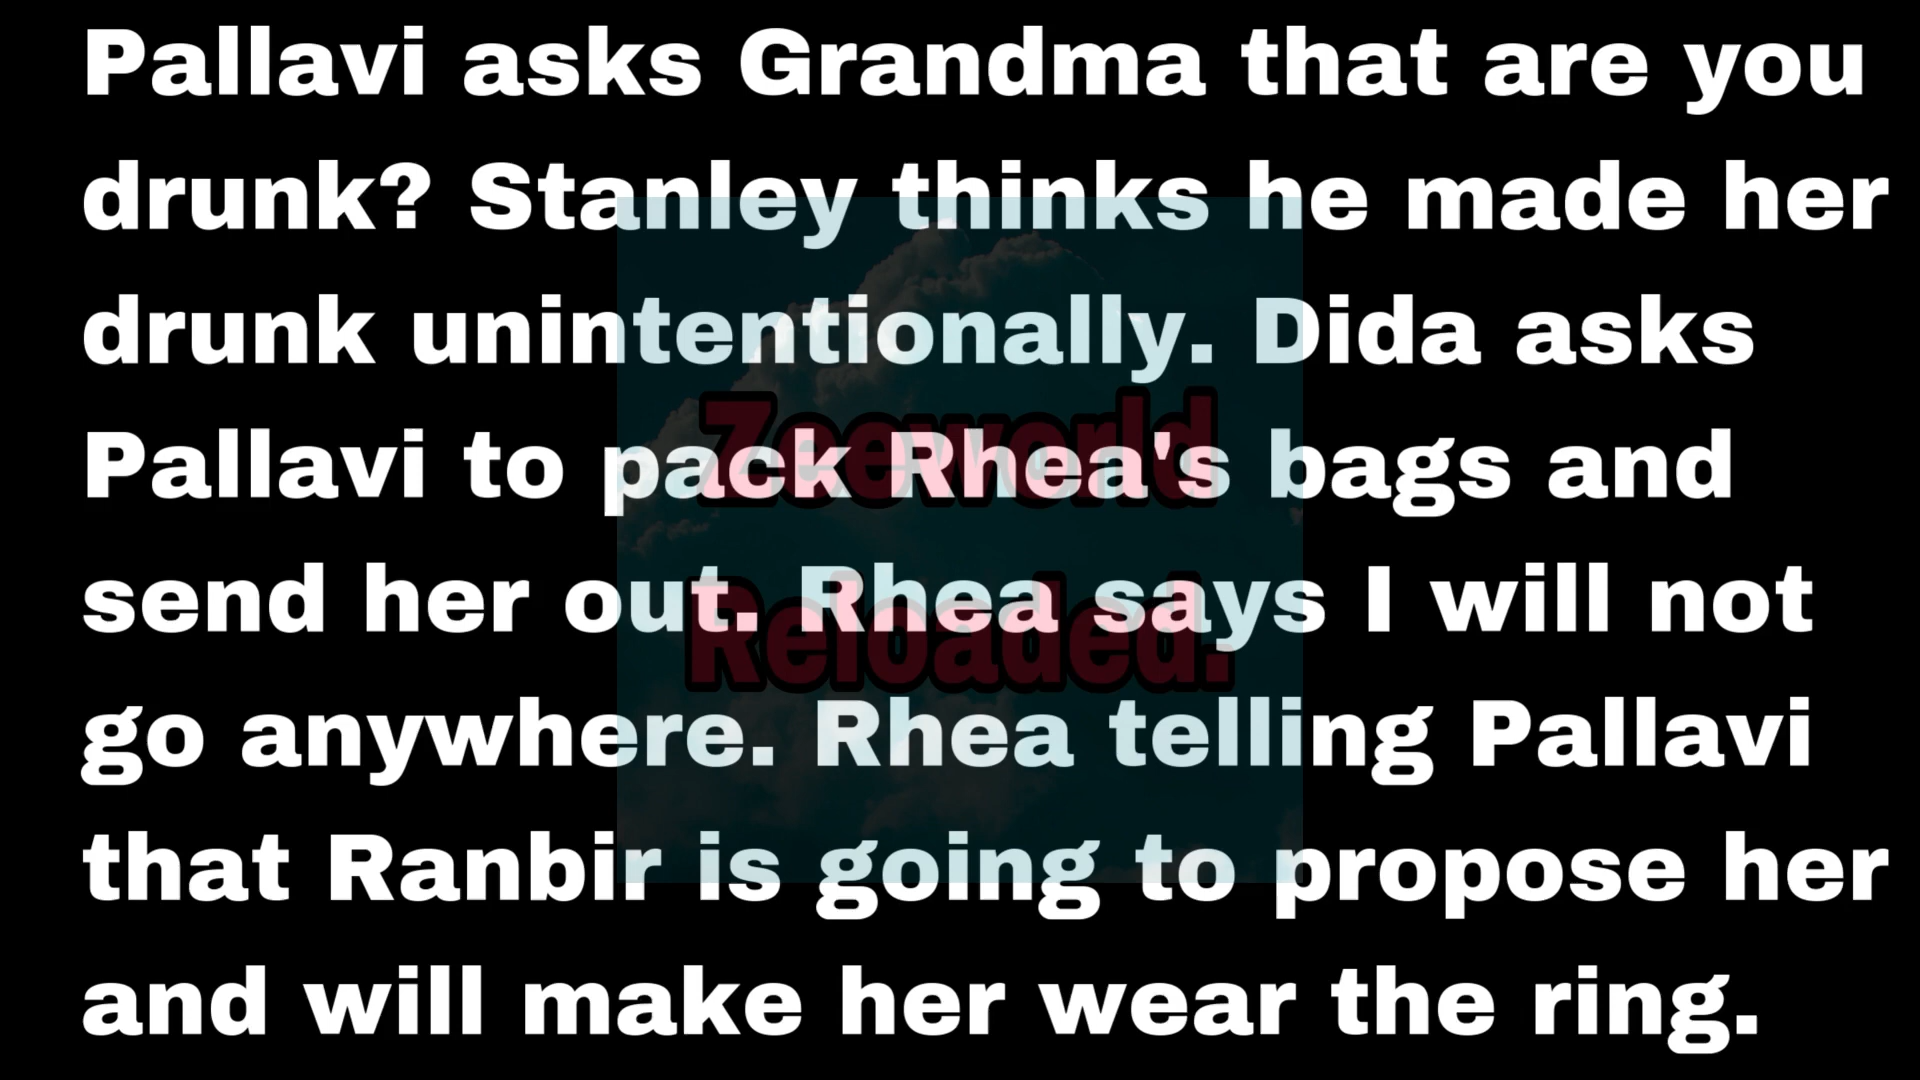 Pallavi asks Grandma that are you
drunk? Stanley thinks he made her
drunk unintentionally. Dida asks
Pallavi to pack Rhea's bags and
send her out. Rhea says I will not
go anywhere. Rhea telling Pallavi
that Ranbir is going to propose her
and will make her wear the ring.
Zeeworld
Reloaded.